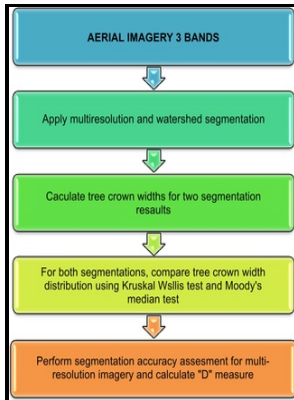 AERIAL IMAGERY 3 BANDS
Apply multiresolution and watershed segmentation
Caculate tree crown widths for two segmentation
resaults
For both segmentations, compare tree crown width
distribution using Kruskal Wsllis test and Moody's
median test
Perform segmentation accuracy assesment for multi-
resolution imagery and calculate "D" measure